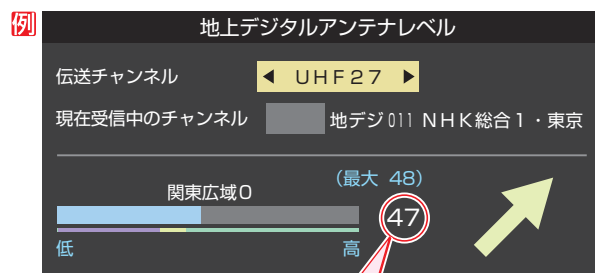 例
地上デジタルアンテナレベル
伝送チャンネル ◀ UHF27 ▶
現在受信中のチャンネル 地デジ011 NHK総合1・東京
(最大 48)
関東広域0
47
低 高